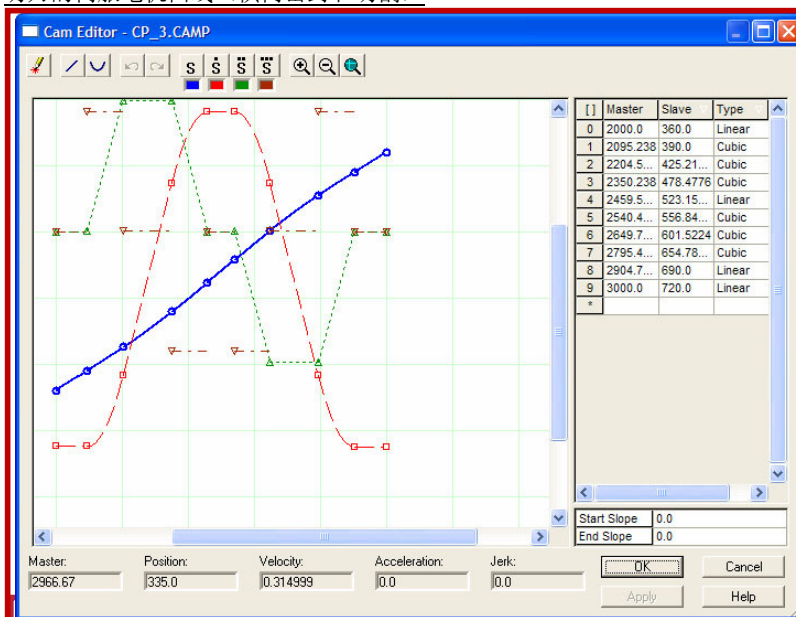 Cam Editor - CP_3.CAMP
S S S S
[ ] Master Slave Type
0 2000.0 360.0 Linear
1 2095.238 390.0 Cubic
2 2204.5... 425.21... Cubic
3 2350.238 478.4776 Cubic
4 2459.5... 523.15... Linear
5 2540.4... 556.84... Cubic
6 2649.7... 601.5224 Cubic
7 2795.4... 654.78... Cubic
8 2904.7... 690.0 Linear
9 3000.0 720.0 Linear
*
Start Slope 0.0
End Slope 0.0
Master: Position: Velocity: Acceleration: Jerk:
2966.67 335.0 0.314999 0.0 0.0
OK Cancel
Apply Help